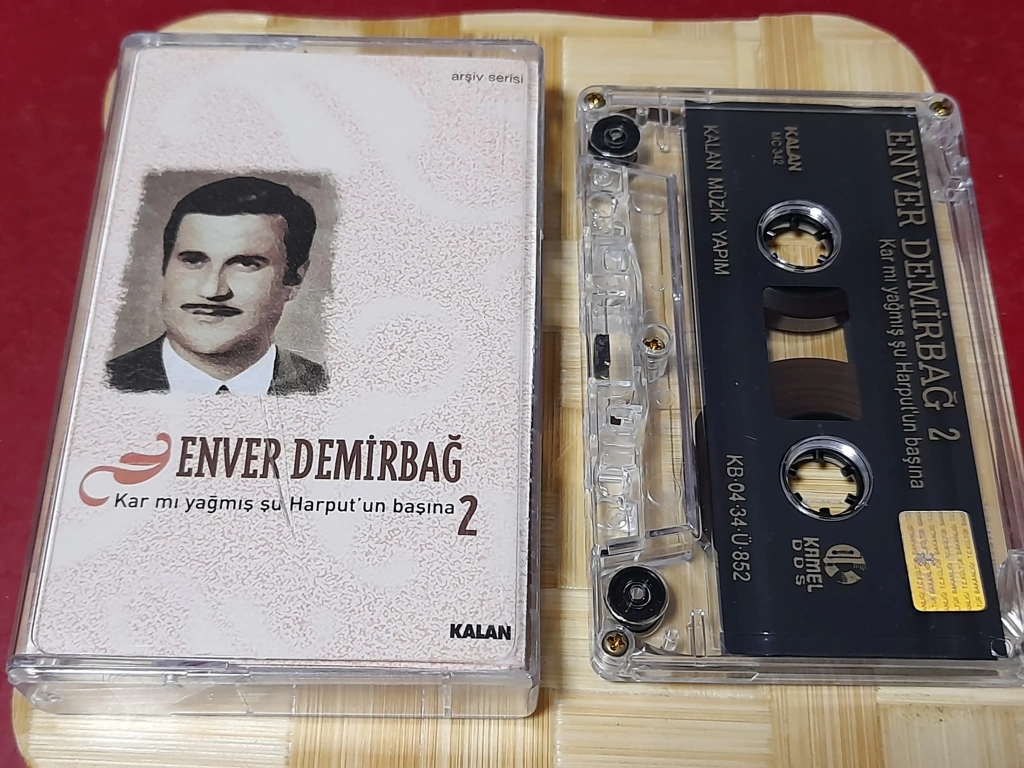 arşiv serisi
ENVER DEMİRBAĞ
Kar mı yağmış şu Harput'un başına
2
KALAN
ENVER DEMİRBAĞ 2
Kar mı yağmış şu Harput'un başına
KALAN
MC 342
KALAN MÜZİK YAPIM
KB·04·34·Ü·852
KAMEL
DDS